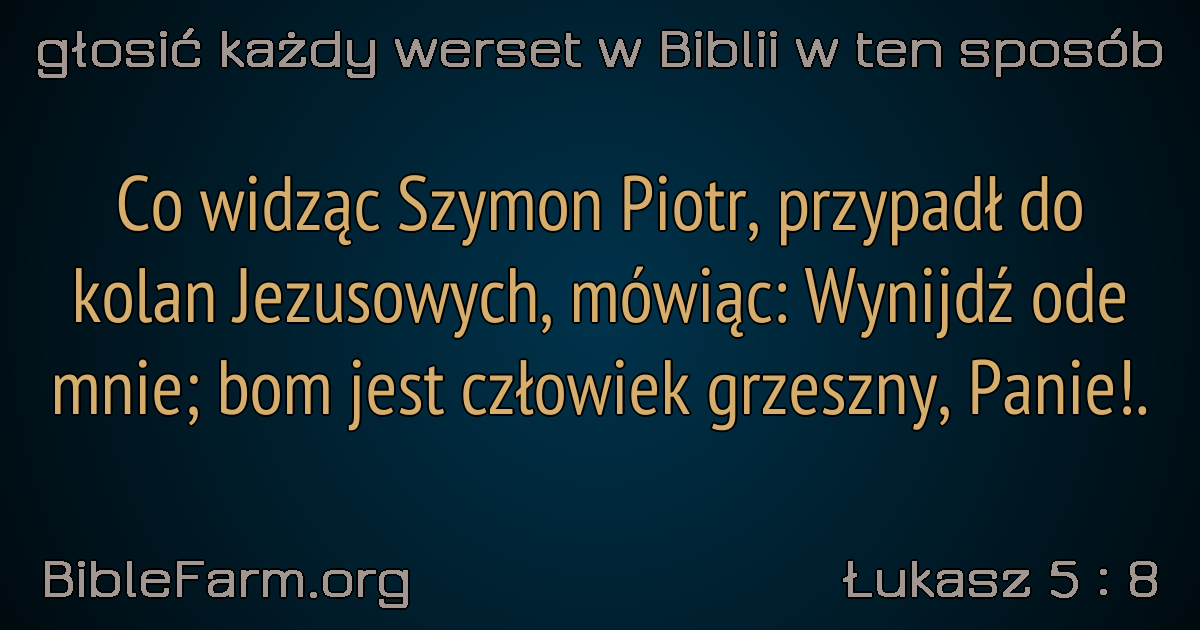 głosić każdy werset w Biblii w ten sposób
Co widząc Szymon Piotr, przypadł do
kolan Jezusowych, mówiąc: Wynijdź ode
mnie; bom jest człowiek grzeszny, Panie!.
BibleFarm.org
Łukasz 5 : 8